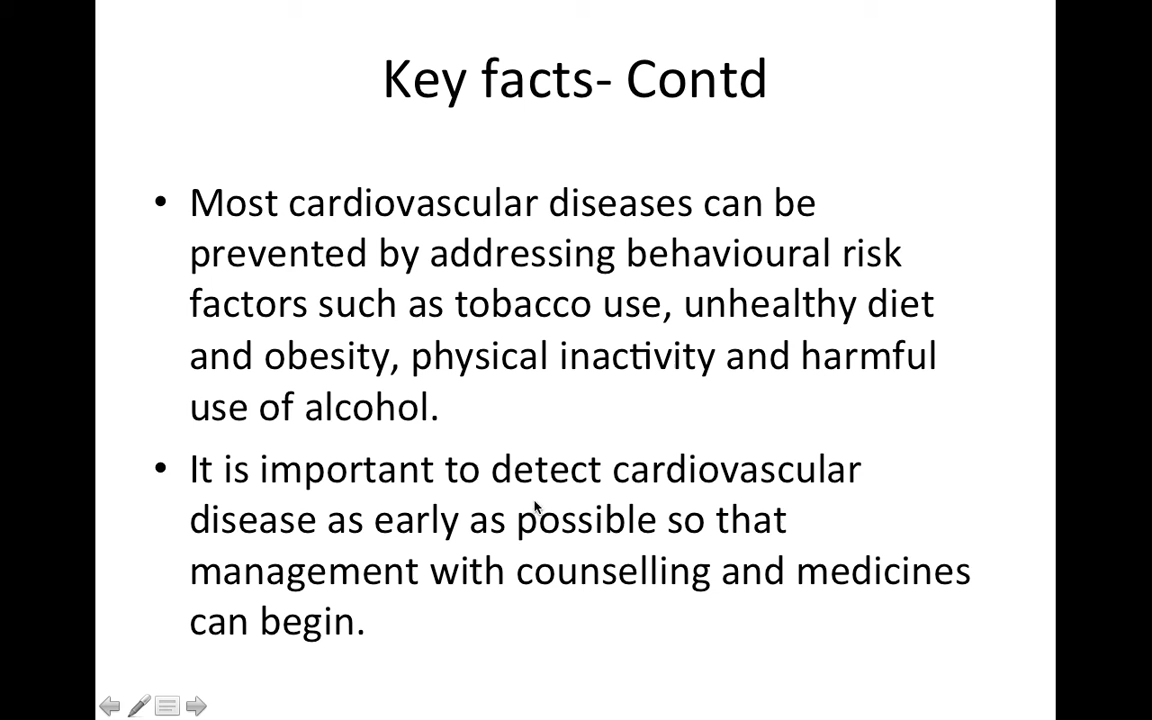 Key facts- Contd
• Most cardiovascular diseases can be
prevented by addressing behavioural risk
factors such as tobacco use, unhealthy diet
and obesity, physical inactivity and harmful
use of alcohol.
• It is important to detect cardiovascular
disease as early as possible so that
management with counselling and medicines
can begin.